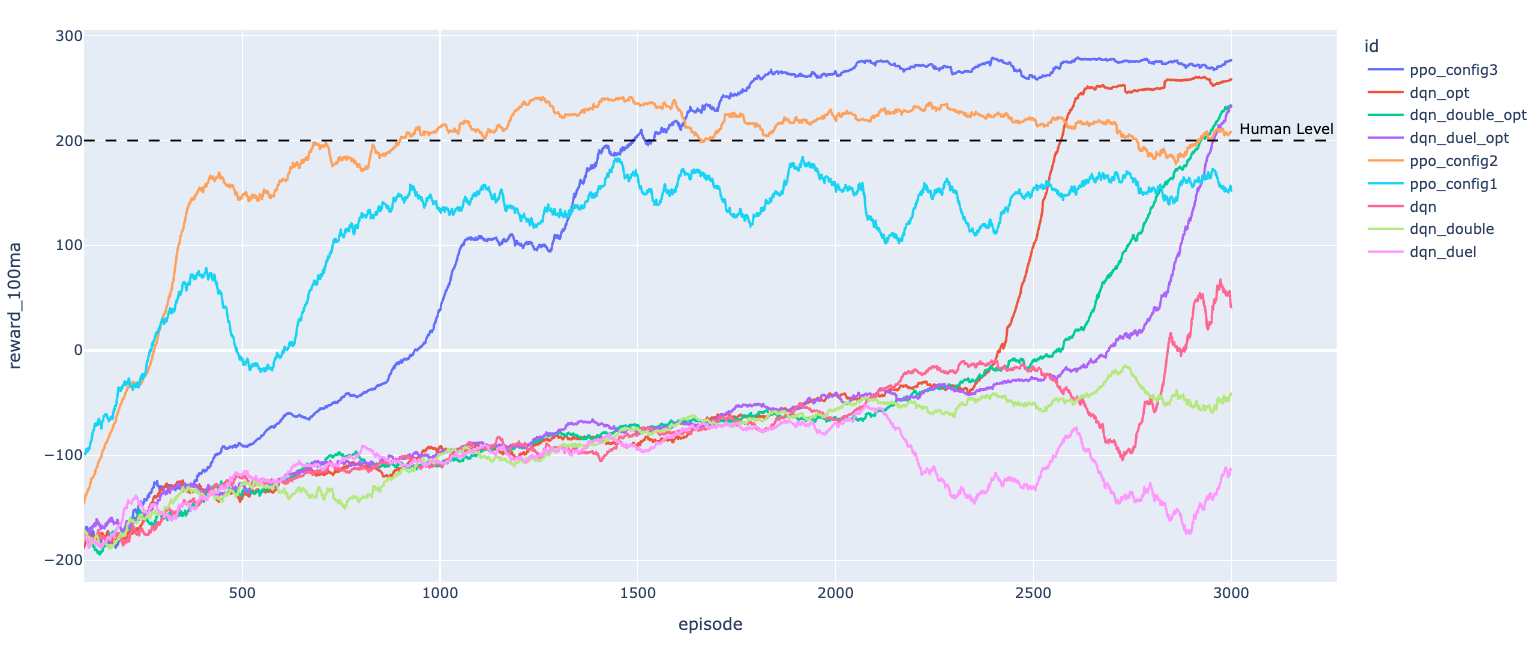 300
200
100
0
−100
−200
reward_100ma
500
1000
1500
2000
2500
3000
episode
Human Level
id
ppo_config3
dqn_opt
dqn_double_opt
dqn_duel_opt
ppo_config2
ppo_config1
dqn
dqn_double
dqn_duel